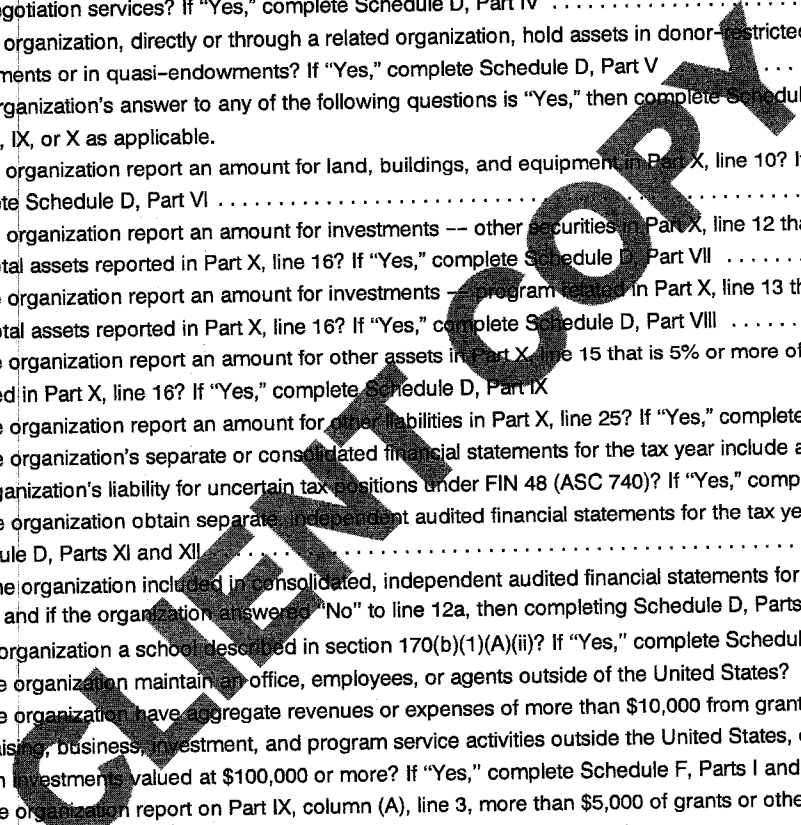 egotiation services? If “Yes,” complete Schedule D, Part IV . . . . . . . . . . . . . . . . . . . . . . . . .
organization, directly or through a related organization, hold assets in donor-restricted
ments or in quasi-endowments? If “Yes,” complete Schedule D, Part V . . . .
rganization's answer to any of the following questions is “Yes,” then complete Schedul
, IX, or X as applicable.
organization report an amount for land, buildings, and equipment in Part X, line 10? I
te Schedule D, Part VI . . . . . . . . . . . . . . . . . . . . . . . . . . . . . . . . . . . . . . . . . . . . . . . . . . . . . . . . . . .
organization report an amount for investments -- other securities in Part X, line 12 tha
tal assets reported in Part X, line 16? If “Yes,” complete Schedule D, Part VII . . . . . . .
e organization report an amount for investments -- program related in Part X, line 13 th
otal assets reported in Part X, line 16? If “Yes,” complete Schedule D, Part VIII . . . . . .
e organization report an amount for other assets in Part X, line 15 that is 5% or more of
ed in Part X, line 16? If “Yes,” complete Schedule D, Part IX
e organization report an amount for other liabilities in Part X, line 25? If “Yes,” complete
e organization's separate or consolidated financial statements for the tax year include a
ganization's liability for uncertain tax positions under FIN 48 (ASC 740)? If “Yes,” comp
e organization obtain separate, independent audited financial statements for the tax ye
ule D, Parts XI and XII . . . . . . . . . . . . . . . . . . . . . . . . . . . . . . . . . . . . . . . . . . . . . . . . . . . . . . . . . . .
he organization included in consolidated, independent audited financial statements for
and if the organization answered “No” to line 12a, then completing Schedule D, Parts
organization a school described in section 170(b)(1)(A)(ii)? If “Yes,” complete Schedul
e organization maintain an office, employees, or agents outside of the United States?
e organization have aggregate revenues or expenses of more than $10,000 from grant
ising, business, investment, and program service activities outside the United States,
n investments valued at $100,000 or more? If “Yes,” complete Schedule F, Parts I and
e organization report on Part IX, column (A), line 3, more than $5,000 of grants or othe
CLIENT COPY